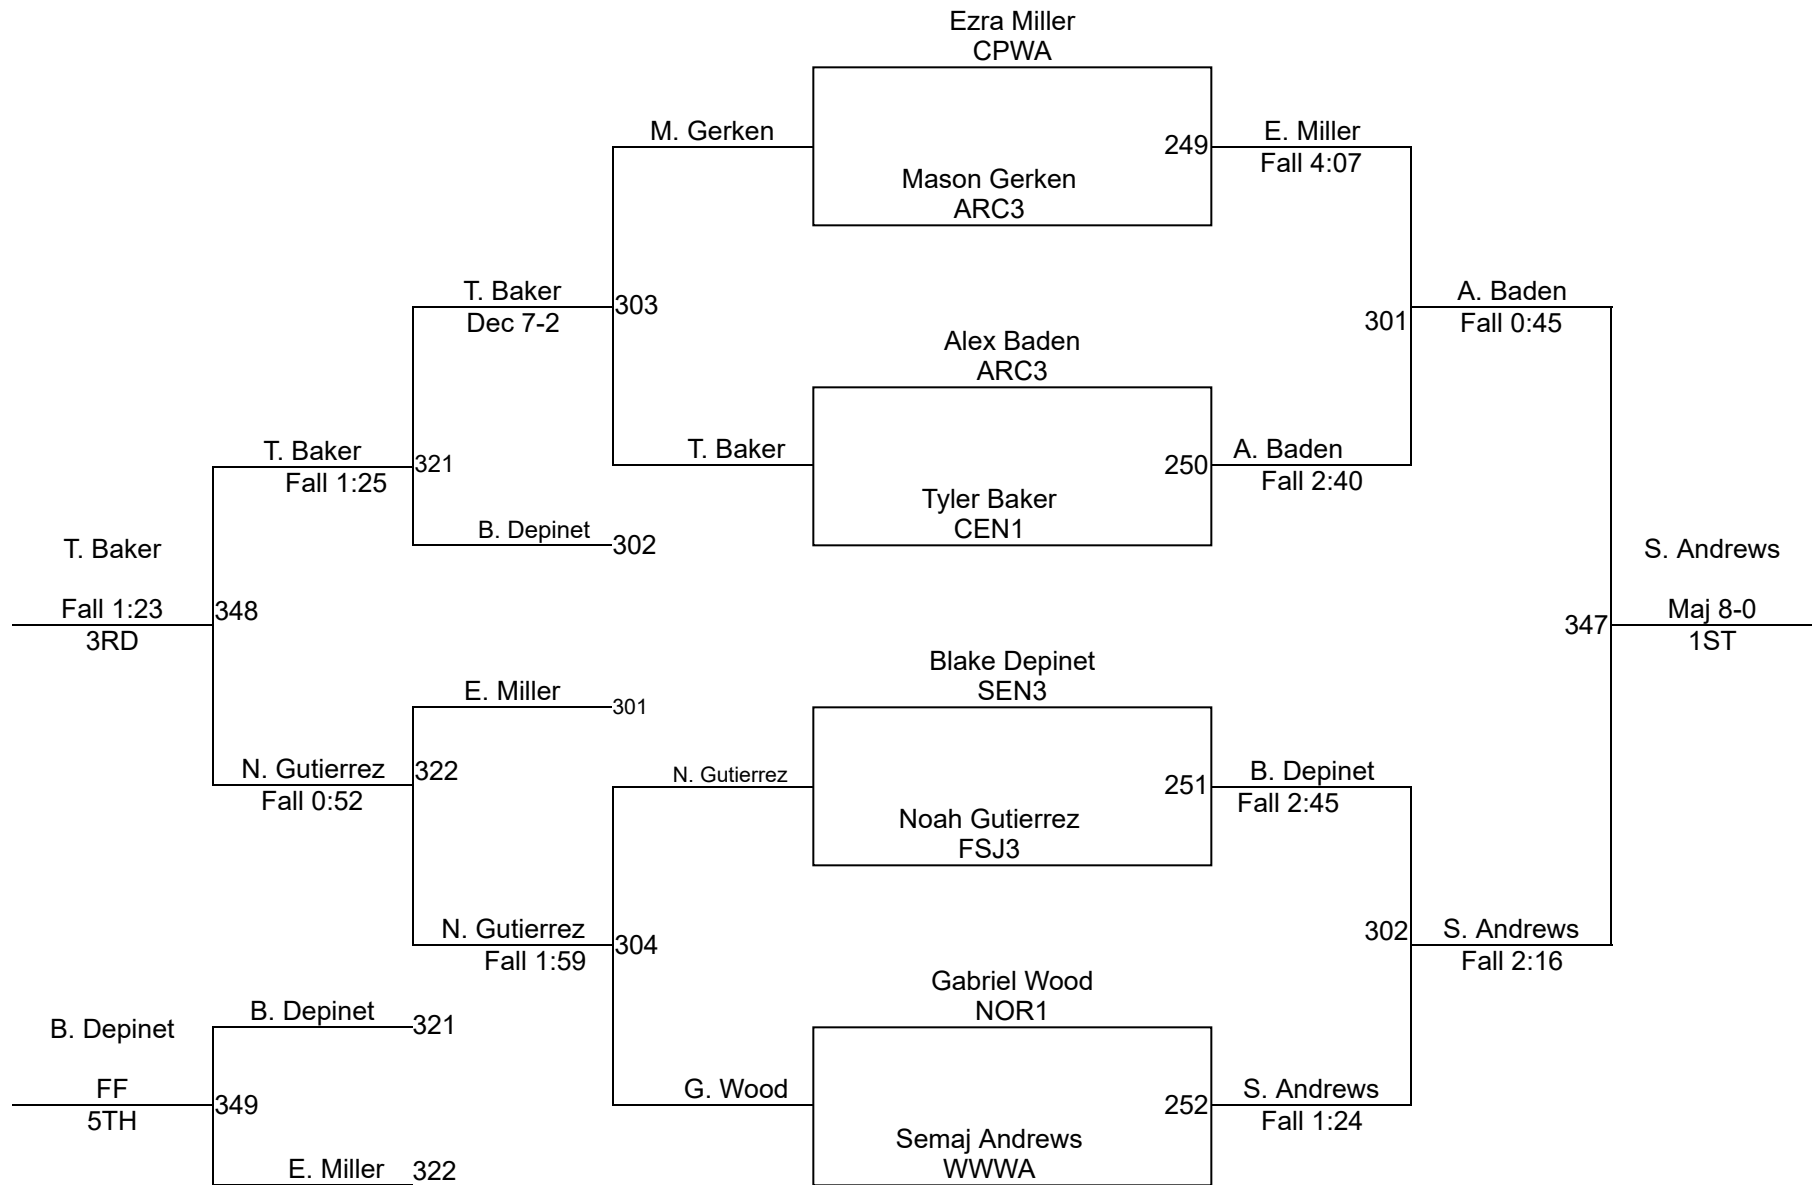 Ezra Miller
CPWA
M. Gerken
249
E. Miller
Fall 4:07
Mason Gerken
ARC3
T. Baker
Dec 7-2
303
A. Baden
Fall 0:45
301
Alex Baden
ARC3
T. Baker
Fall 1:25
321
T. Baker
250
A. Baden
Fall 2:40
Tyler Baker
CEN1
B. Depinet
302
T. Baker
Fall 1:23
3RD
348
S. Andrews
Maj 8-0
1ST
347
Blake Depinet
SEN3
E. Miller
301
N. Gutierrez
Fall 0:52
322
N. Gutierrez
251
B. Depinet
Fall 2:45
Noah Gutierrez
FSJ3
N. Gutierrez
Fall 1:59
304
302
S. Andrews
Fall 2:16
Gabriel Wood
NOR1
B. Depinet
321
B. Depinet
FF
5TH
349
G. Wood
252
S. Andrews
Fall 1:24
Semaj Andrews
WWWA
E. Miller
322